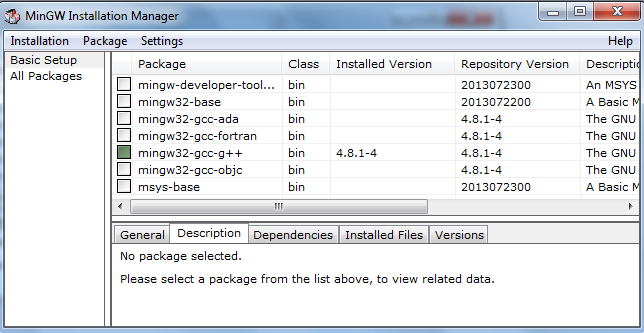 MinGW Installation Manager
Installation Package Settings Help
Basic Setup
All Packages
Package Class Installed Version Repository Version Descriptio
mingw-developer-tool... bin 2013072300 An MSYS
mingw32-base bin 2013072200 A Basic M
mingw32-gcc-ada bin 4.8.1-4 The GNU
mingw32-gcc-fortran bin 4.8.1-4 The GNU
mingw32-gcc-g++ bin 4.8.1-4 4.8.1-4 The GNU
mingw32-gcc-objc bin 4.8.1-4 The GNU
msys-base bin 2013072300 A Basic M
General Description Dependencies Installed Files Versions
No package selected.
Please select a package from the list above, to view related data.